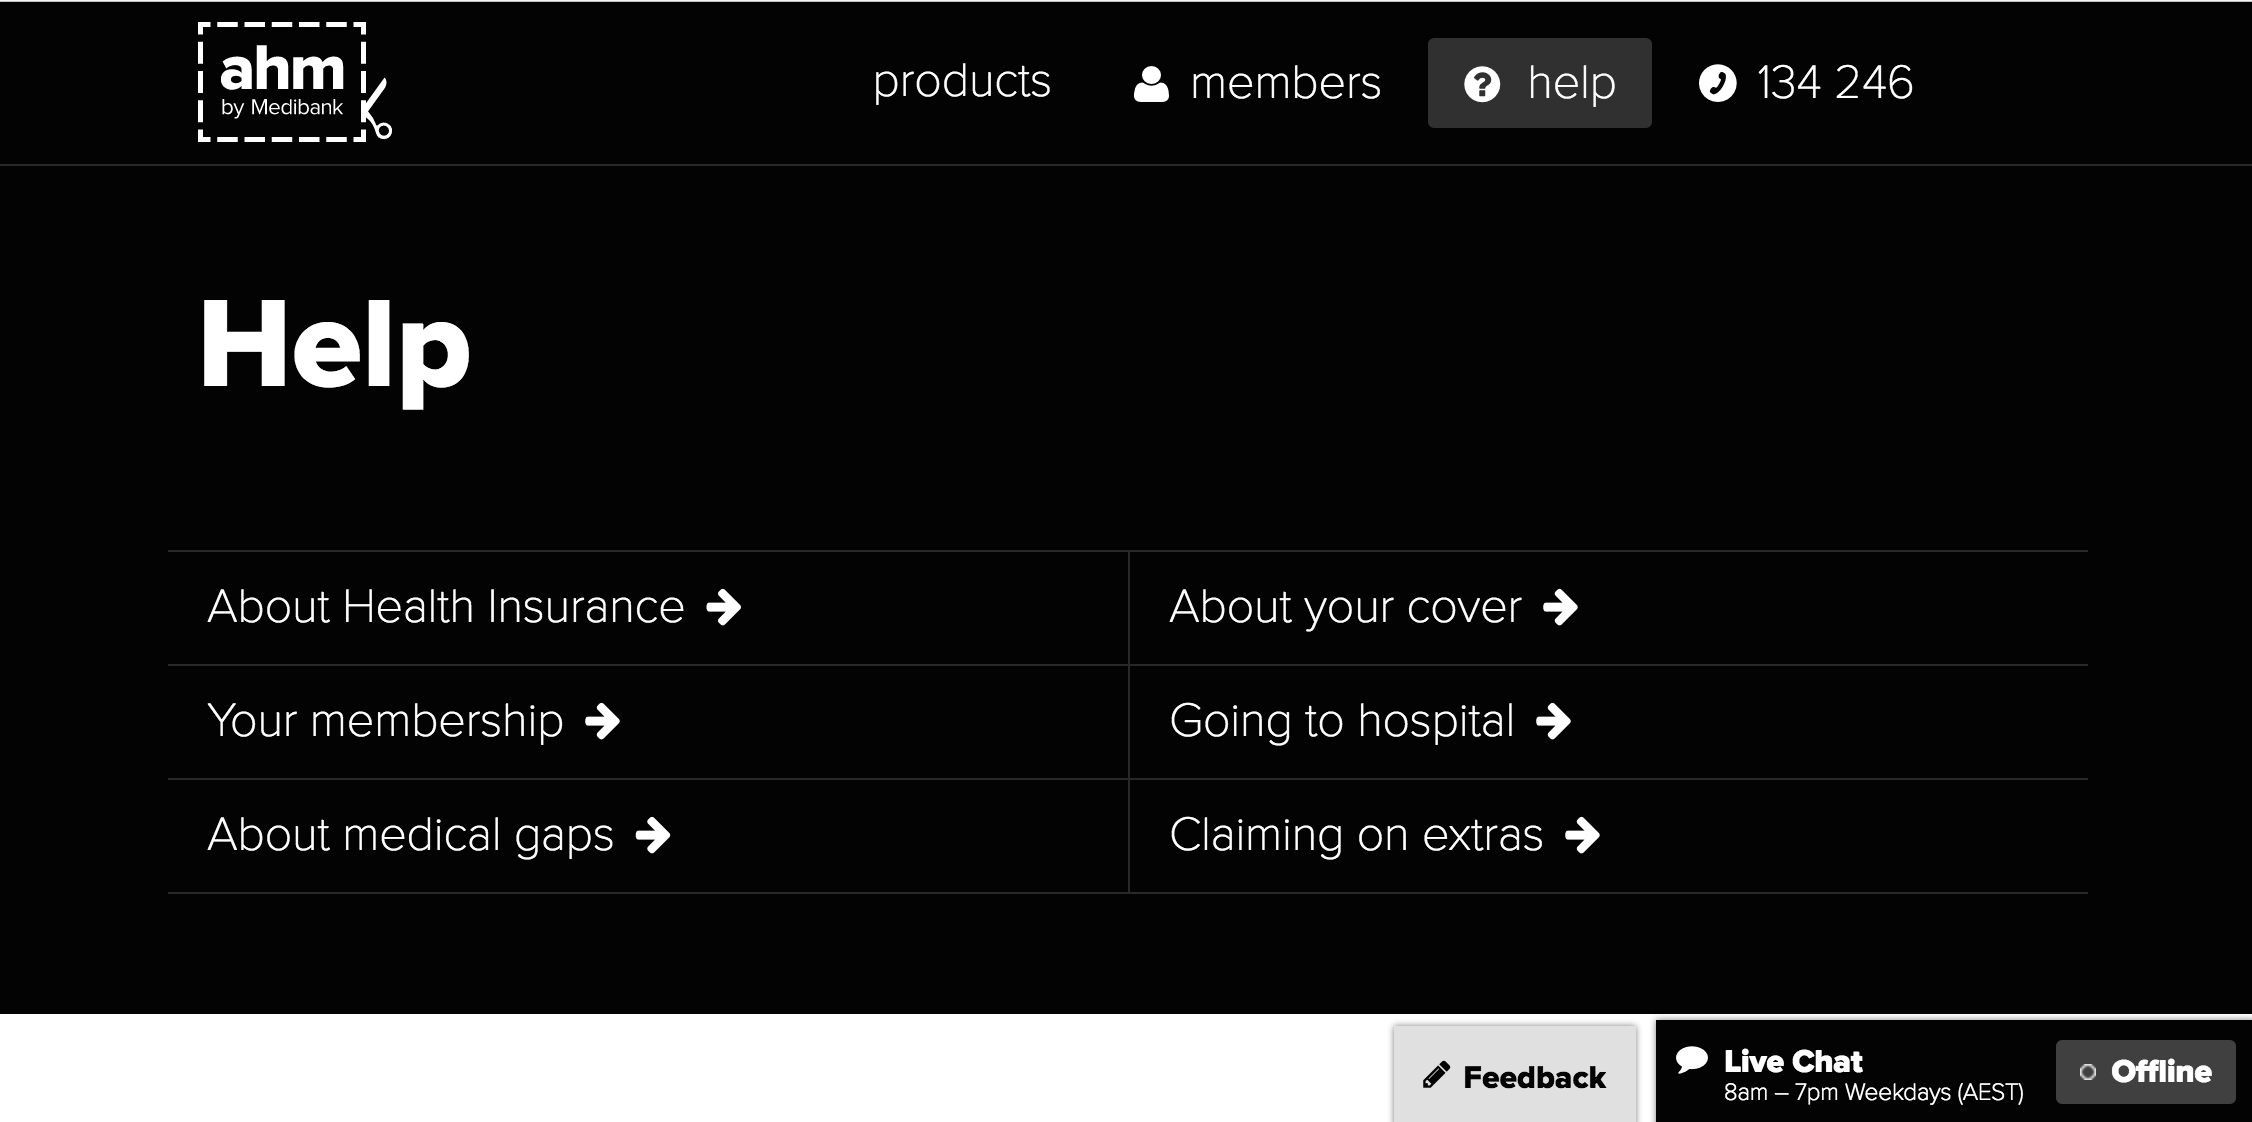 ahm
by Medibank
products
members
help
134 246
Help
About Health Insurance
About your cover
Your membership
Going to hospital
About medical gaps
Claiming on extras
Feedback
Live Chat
8am – 7pm Weekdays (AEST)
Offline